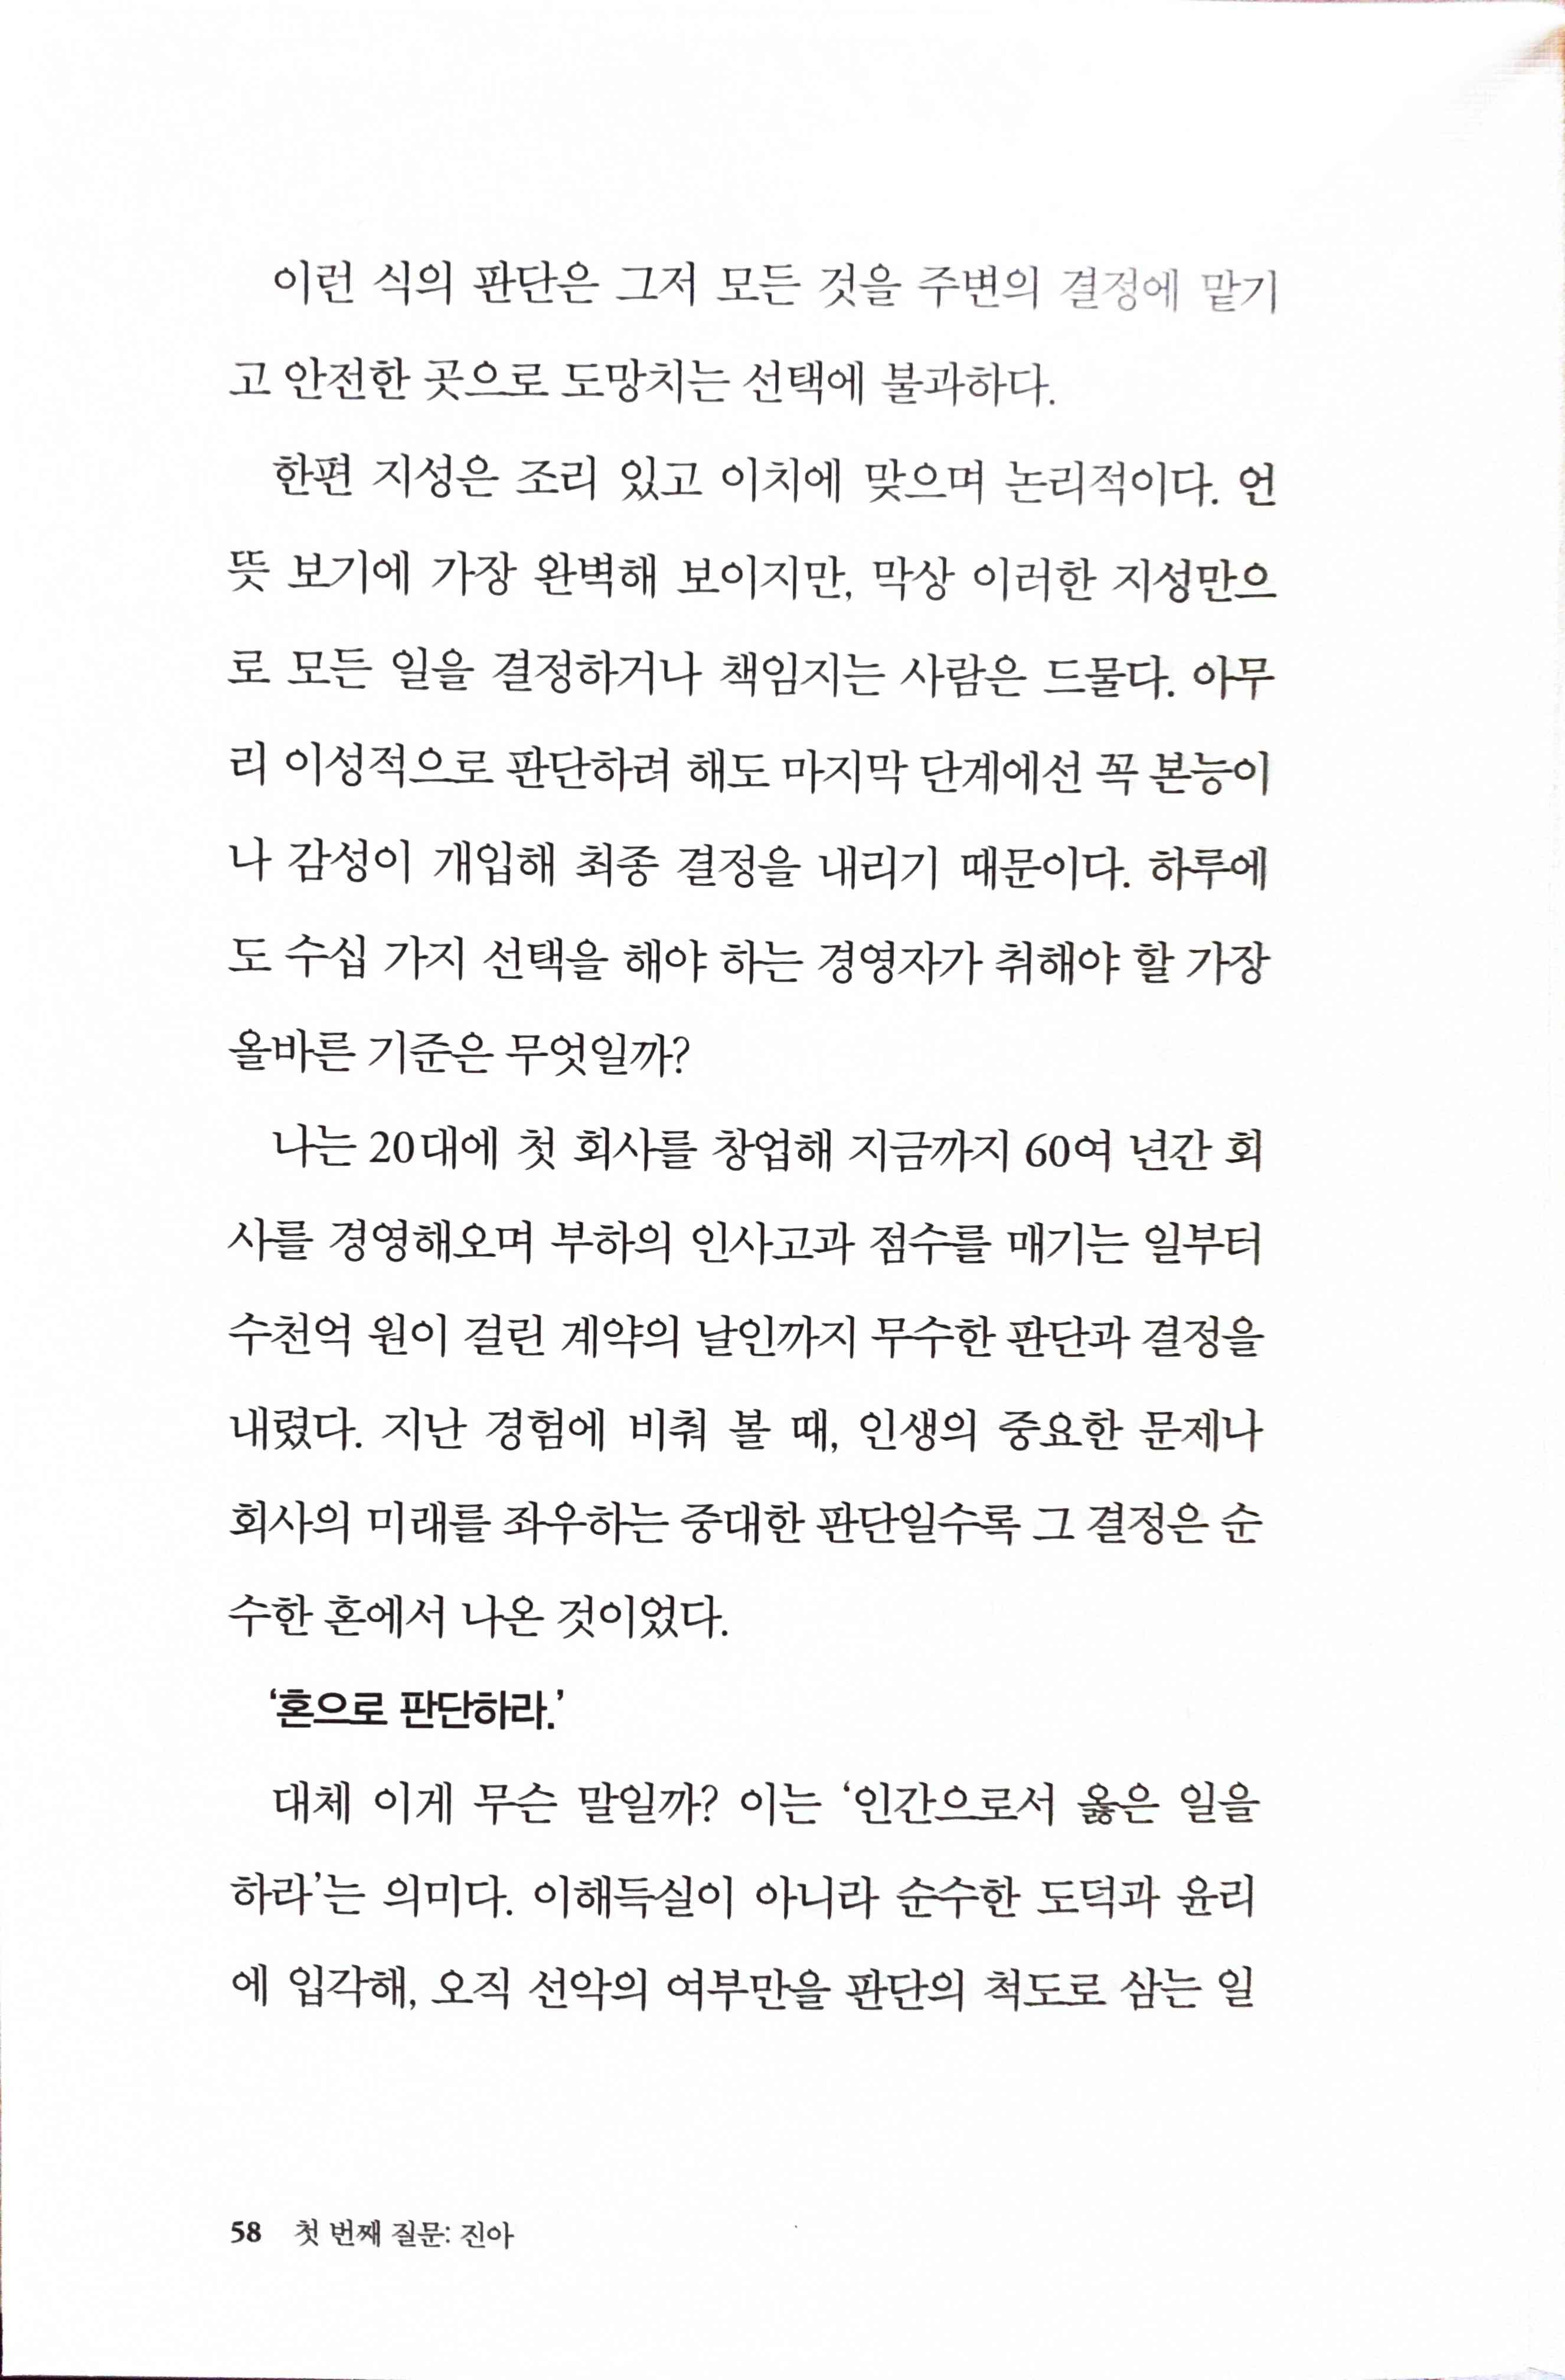 이런 식의 판단은 그저 모든 것을 주변의 결정에 맡기
고 안전한 곳으로 도망치는 선택에 불과하다.
한편 지성은 조리 있고 이치에 맞으며 논리적이다. 언
뜻 보기에 가장 완벽해 보이지만, 막상 이러한 지성만으
로 모든 일을 결정하거나 책임지는 사람은 드물다. 아무
리 이성적으로 판단하려 해도 마지막 단계에선 꼭 본능이
나 감성이 개입해 최종 결정을 내리기 때문이다. 하루에
도 수십 가지 선택을 해야 하는 경영자가 취해야 할 가장
올바른 기준은 무엇일까?
나는 20대에 첫 회사를 창업해 지금까지 60여 년간 회
사를 경영해오며 부하의 인사고과 점수를 매기는 일부터
수천억 원이 걸린 계약의 날인까지 무수한 판단과 결정을
내렸다. 지난 경험에 비춰 볼 때, 인생의 중요한 문제나
회사의 미래를 좌우하는 중대한 판단일수록 그 결정은 순
수한 혼에서 나온 것이었다.
‘혼으로 판단하라.’
대체 이게 무슨 말일까? 이는 ‘인간으로서 옳은 일을
하라’는 의미다. 이해득실이 아니라 순수한 도덕과 윤리
에 입각해, 오직 선악의 여부만을 판단의 척도로 삼는 일
58 첫 번째 질문: 진아